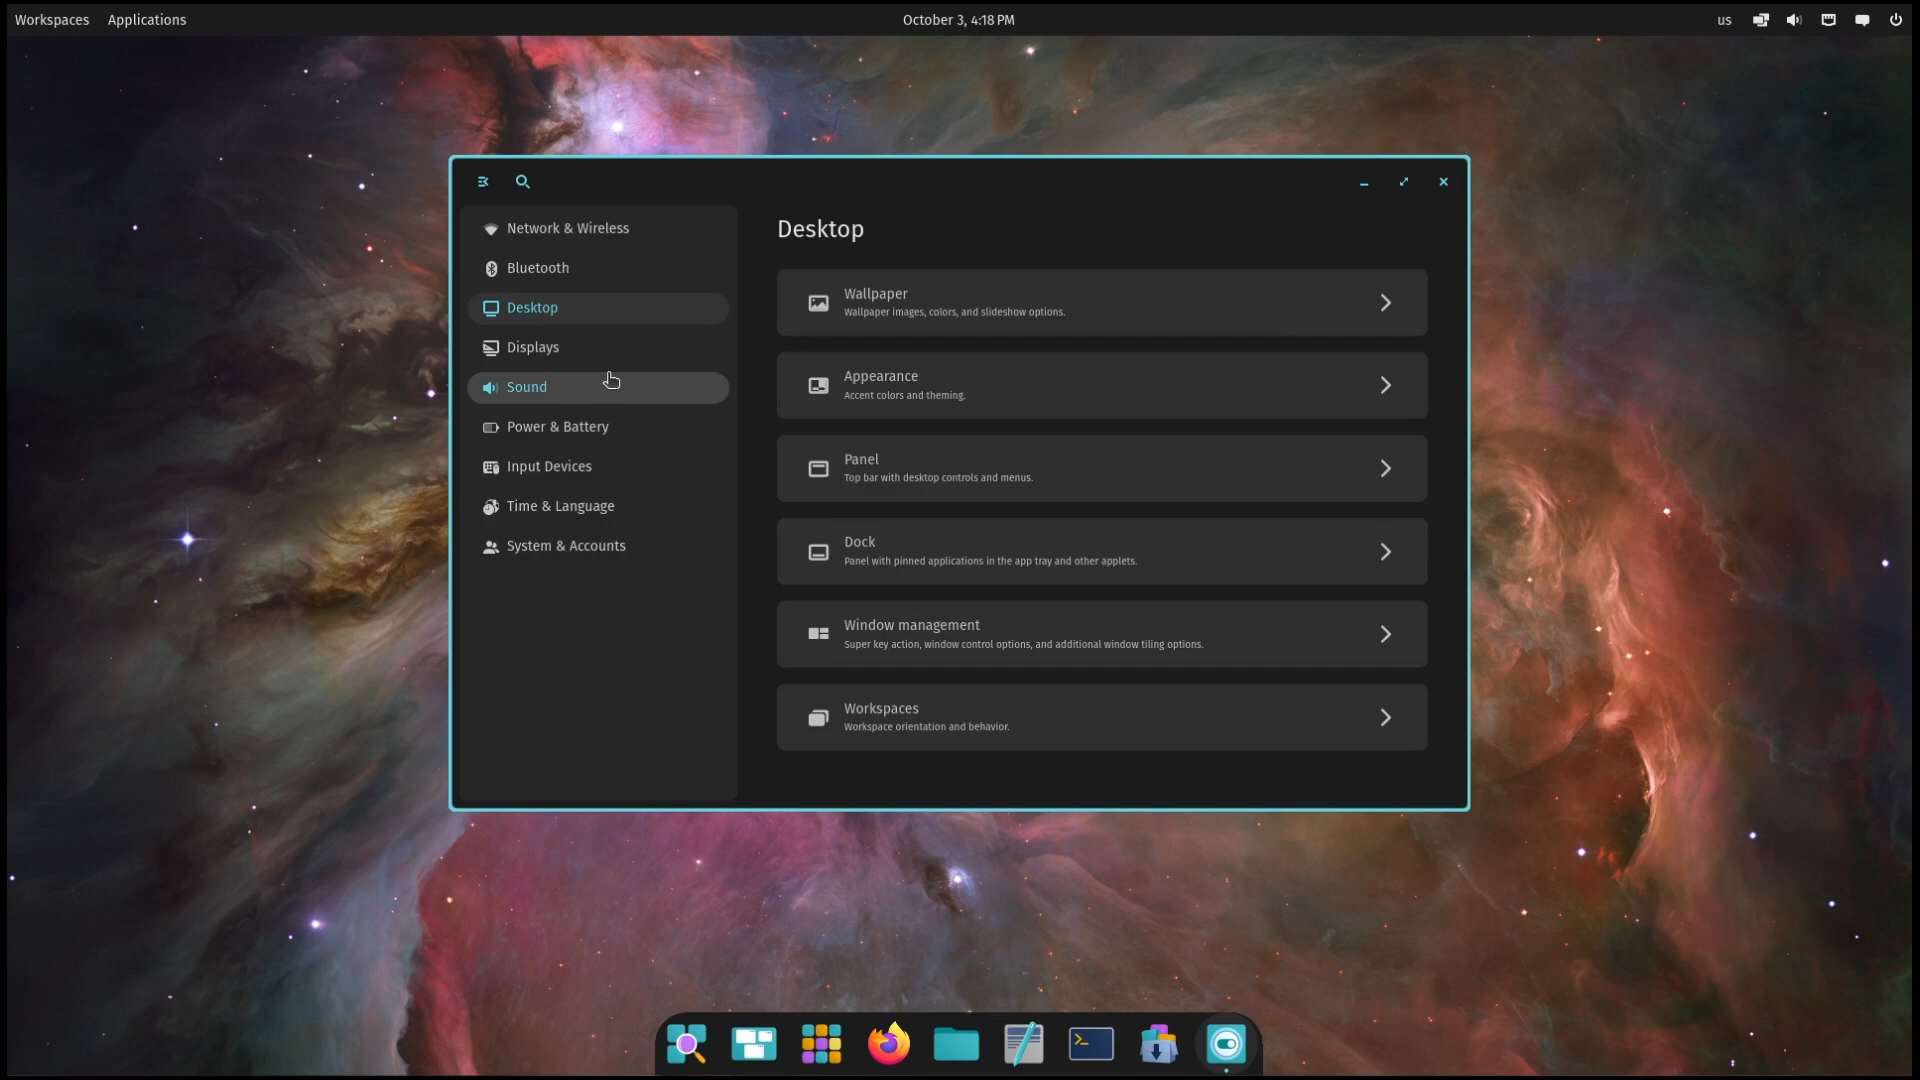 Workspaces Applications October 3, 4:18 PM us
Network & Wireless
Bluetooth
Desktop
Displays
Sound
Power & Battery
Input Devices
Time & Language
System & Accounts
Desktop
Wallpaper
Wallpaper images, colors, and slideshow options.
Appearance
Accent colors and theming.
Panel
Top bar with desktop controls and menus.
Dock
Panel with pinned applications in the app tray and other applets.
Window management
Super key action, window control options, and additional window tiling options.
Workspaces
Workspace orientation and behavior.